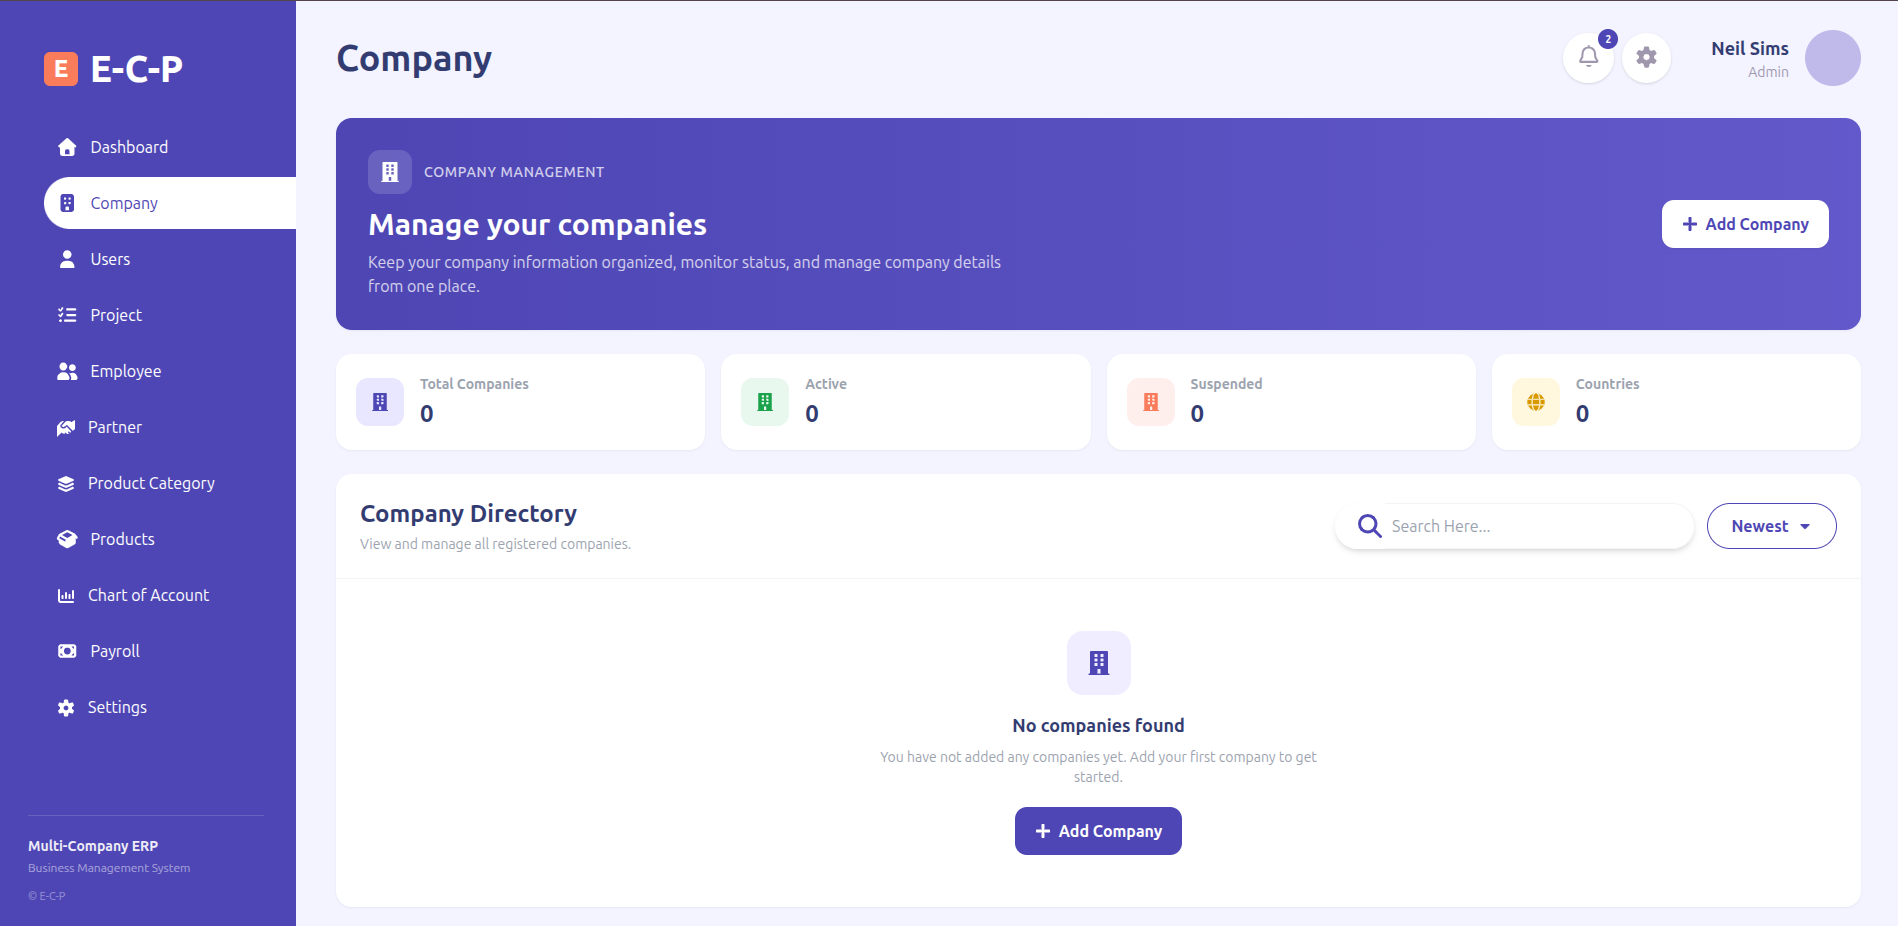 E E-C-P
Dashboard
Company
Users
Project
Employee
Partner
Product Category
Products
Chart of Account
Payroll
Settings
Multi-Company ERP
Business Management System
© E-C-P
Company
2
Neil Sims
Admin
COMPANY MANAGEMENT
Manage your companies
Keep your company information organized, monitor status, and manage company details
from one place.
Add Company
Total Companies
0
Active
0
Suspended
0
Countries
0
Company Directory
View and manage all registered companies.
Search Here...
Newest
No companies found
You have not added any companies yet. Add your first company to get
started.
Add Company